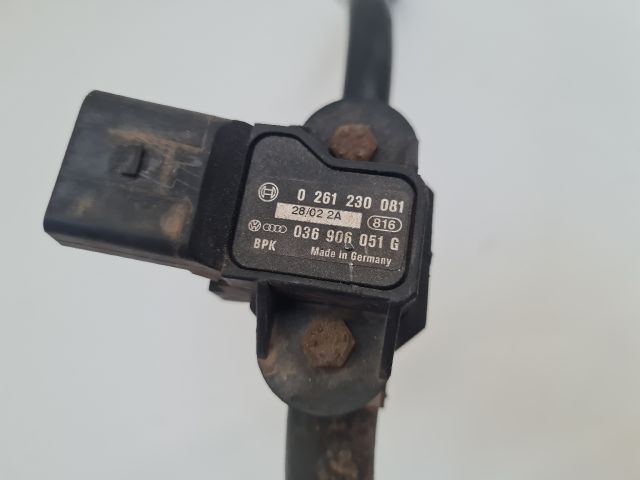 0 261 230 081
28/02 2A 816
036 906 051 G
BPK Made in Germany